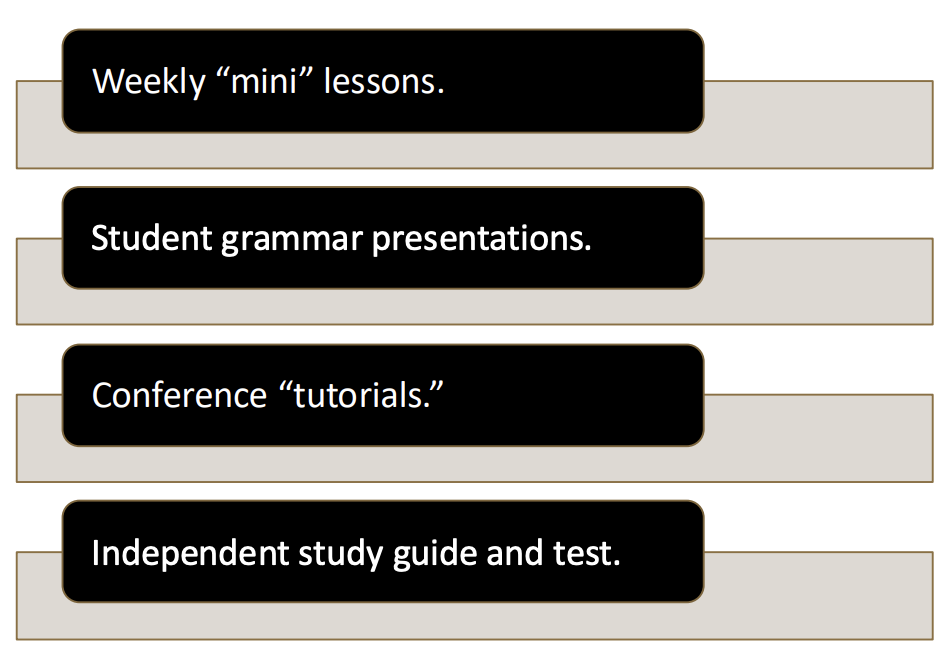 Weekly “mini” lessons.
Student grammar presentations.
Conference “tutorials.”
Independent study guide and test.